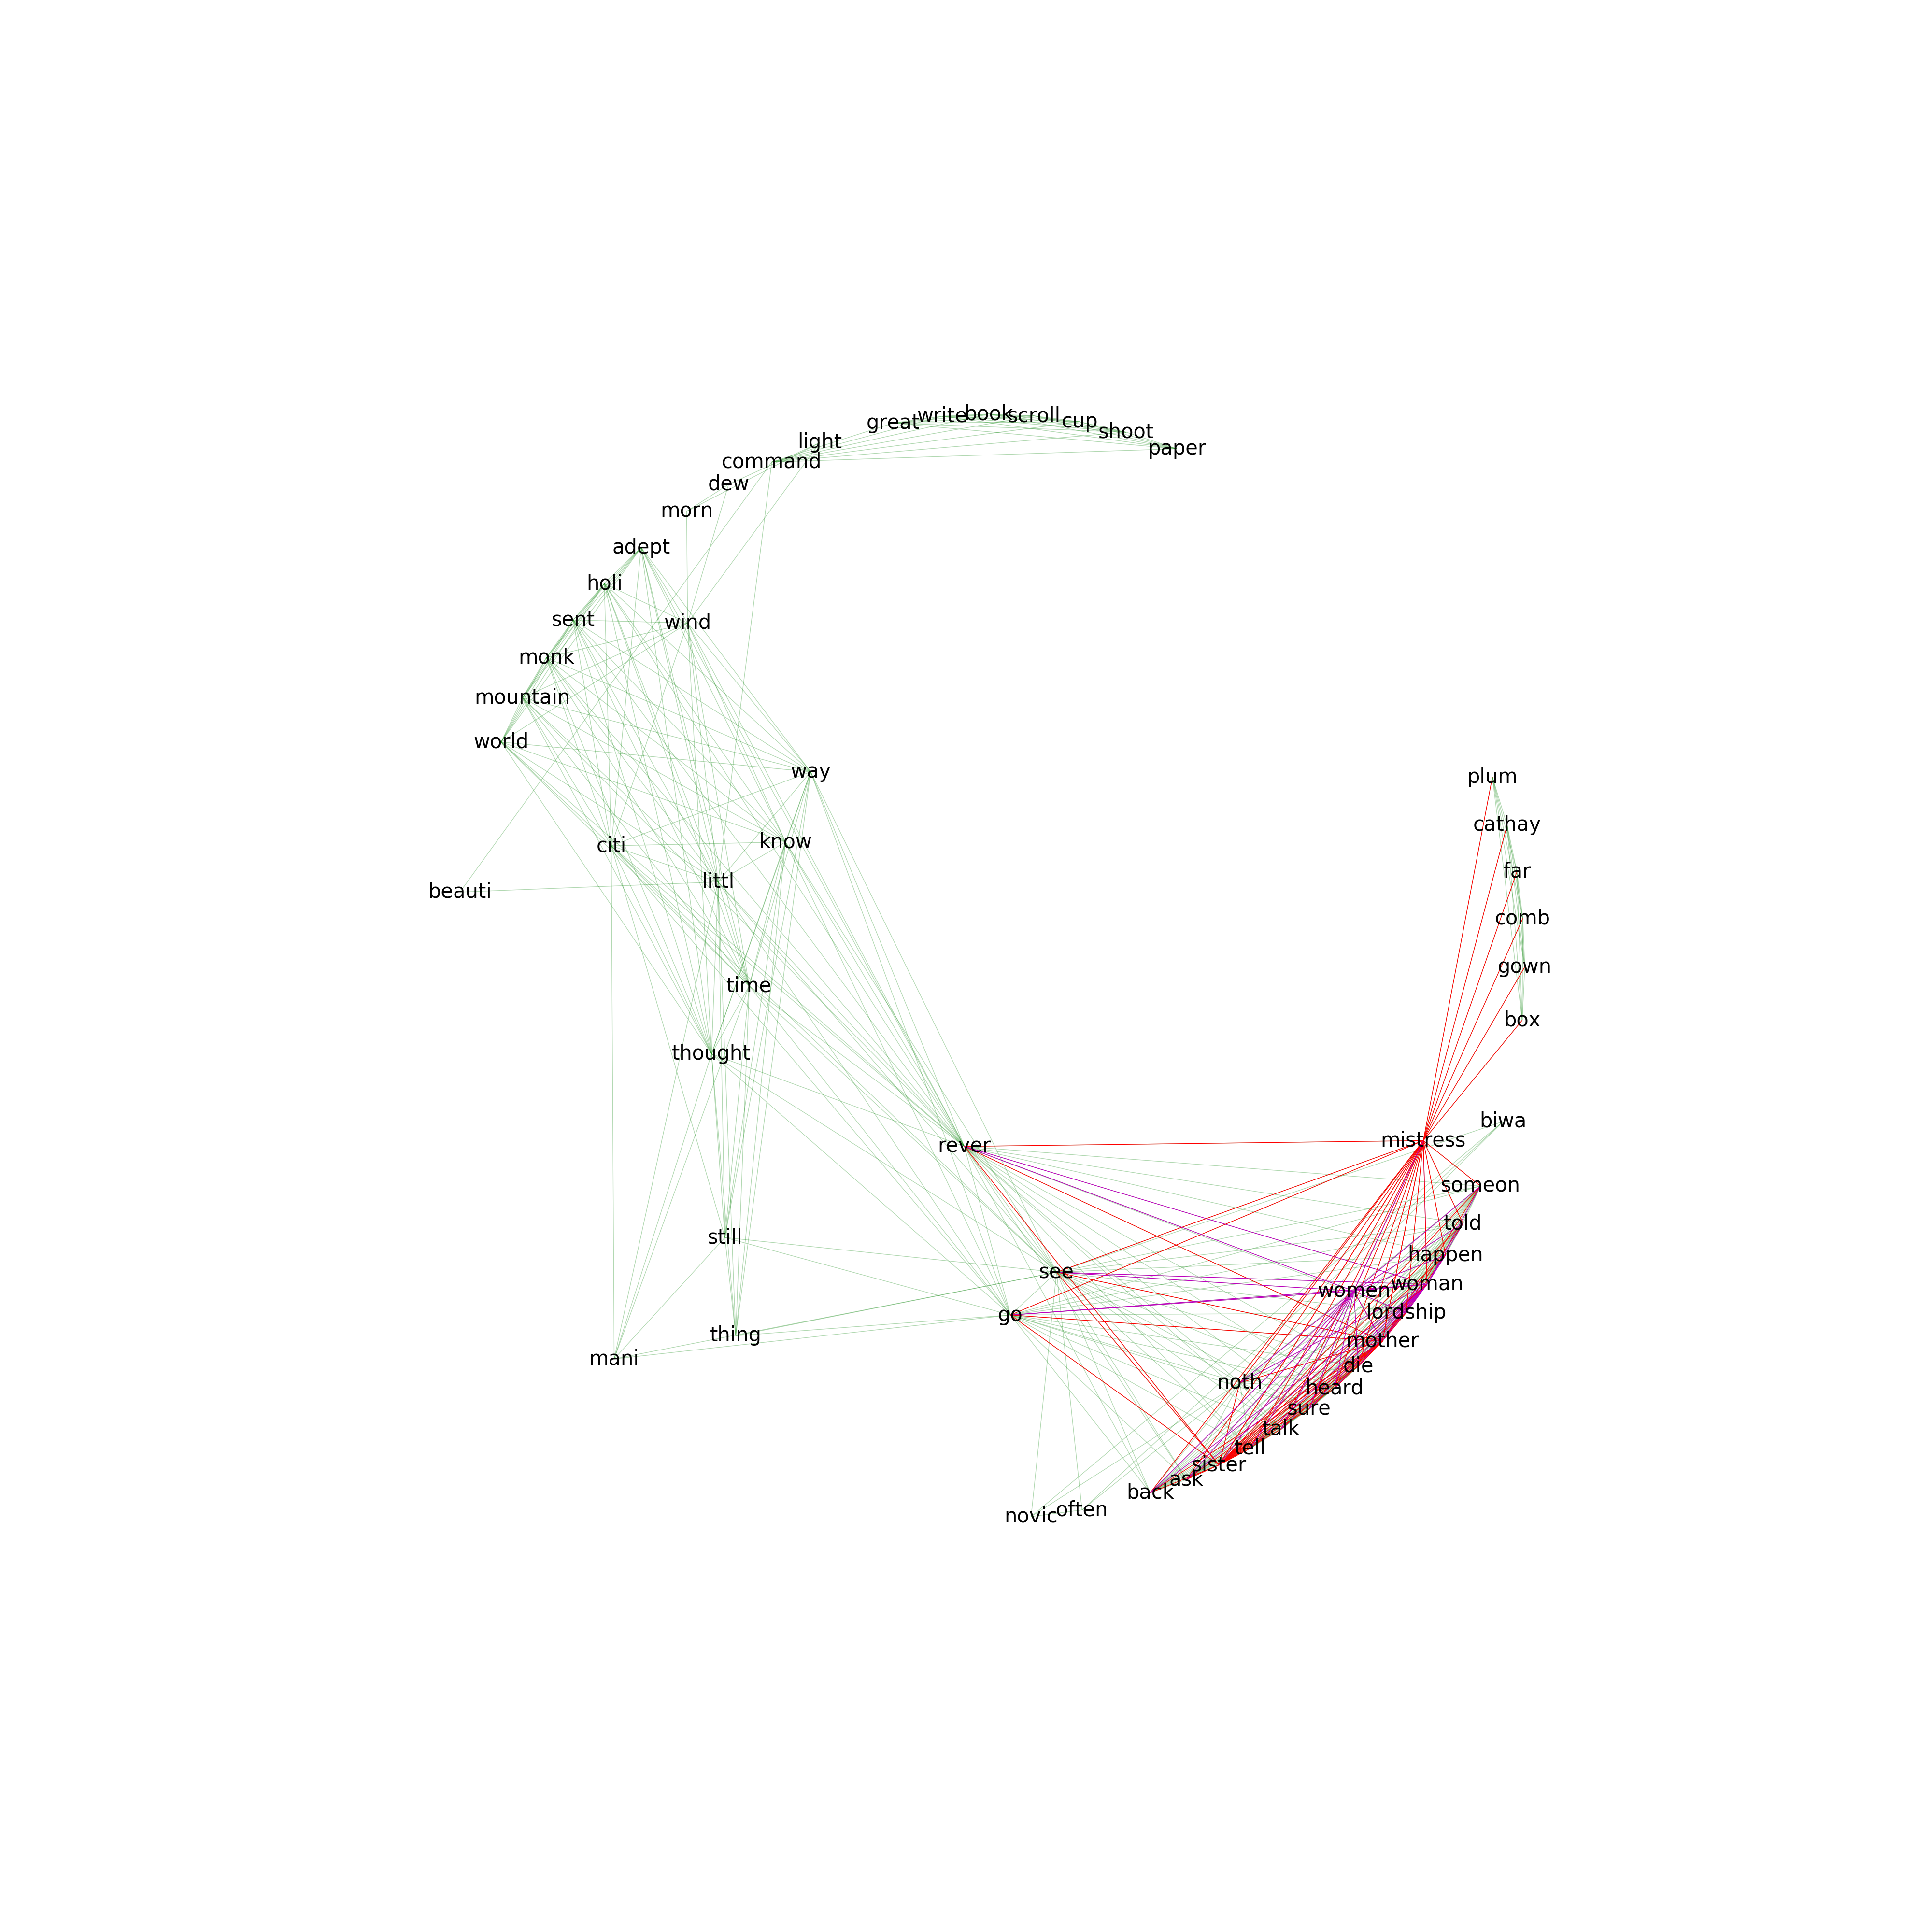 book
write
scroll
cup
great
shoot
light
paper
command
dew
morn
adept
holi
sent
wind
monk
mountain
world
way
plum
cathay
know
citi
far
littl
beauti
comb
gown
time
box
thought
biwa
mistress
rever
someon
told
still
happen
see
woman
women
lordship
go
thing
mother
mani
die
noth
heard
sure
talk
tell
sister
ask
back
often
novic